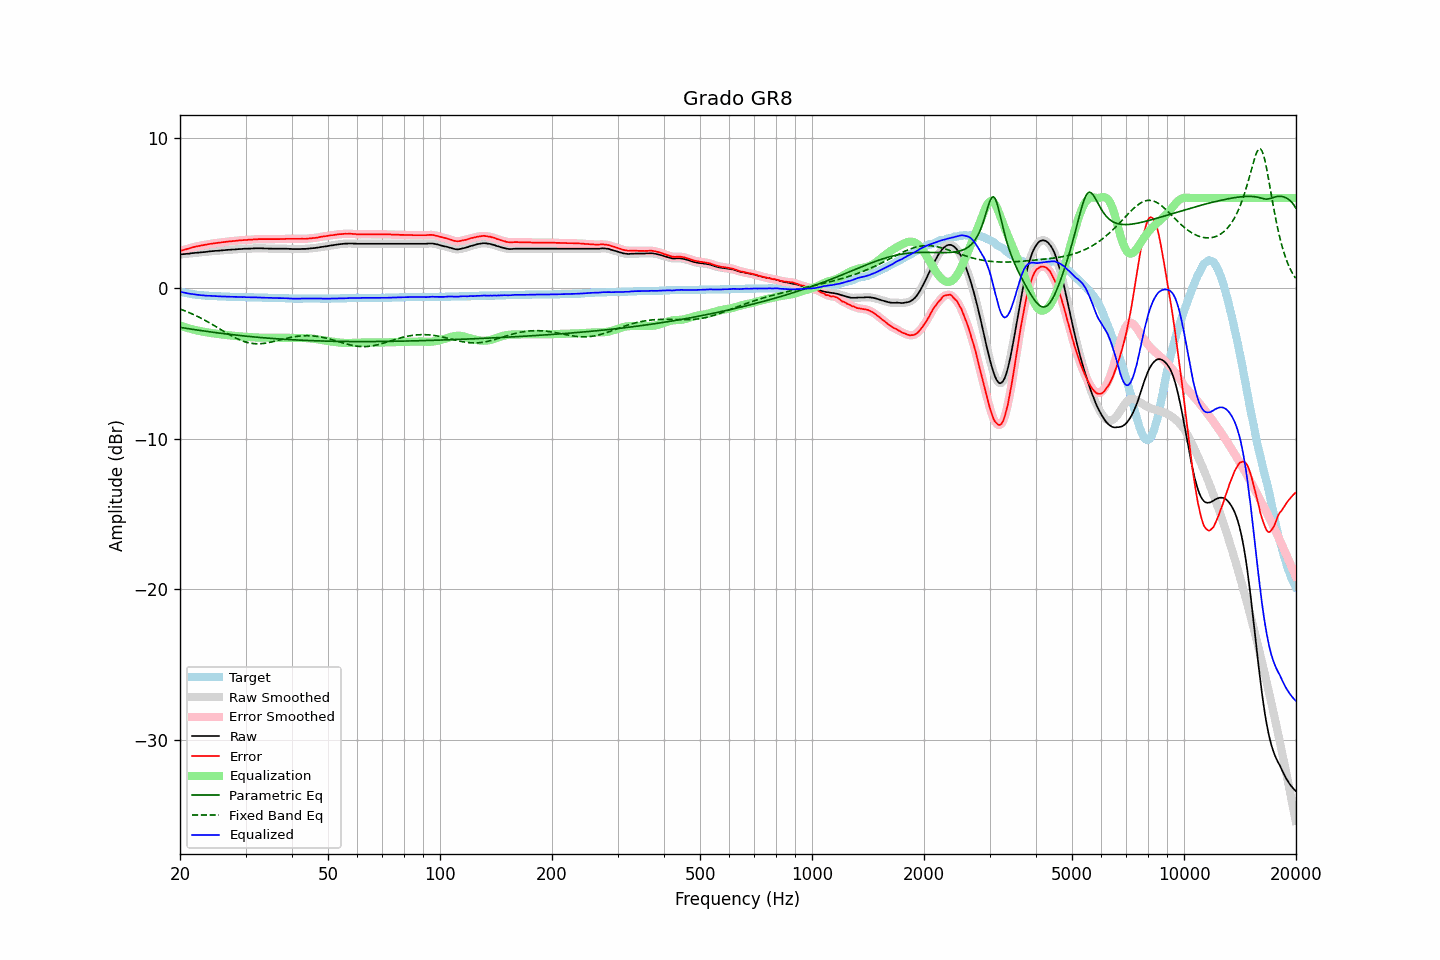 Grado GR8
10
0
−10
−20
−30
Amplitude (dBr)
Target
Raw Smoothed
Error Smoothed
Raw
Error
Equalization
Parametric Eq
Fixed Band Eq
Equalized
20 50 100 200 500 1000 2000 5000 10000 20000
Frequency (Hz)